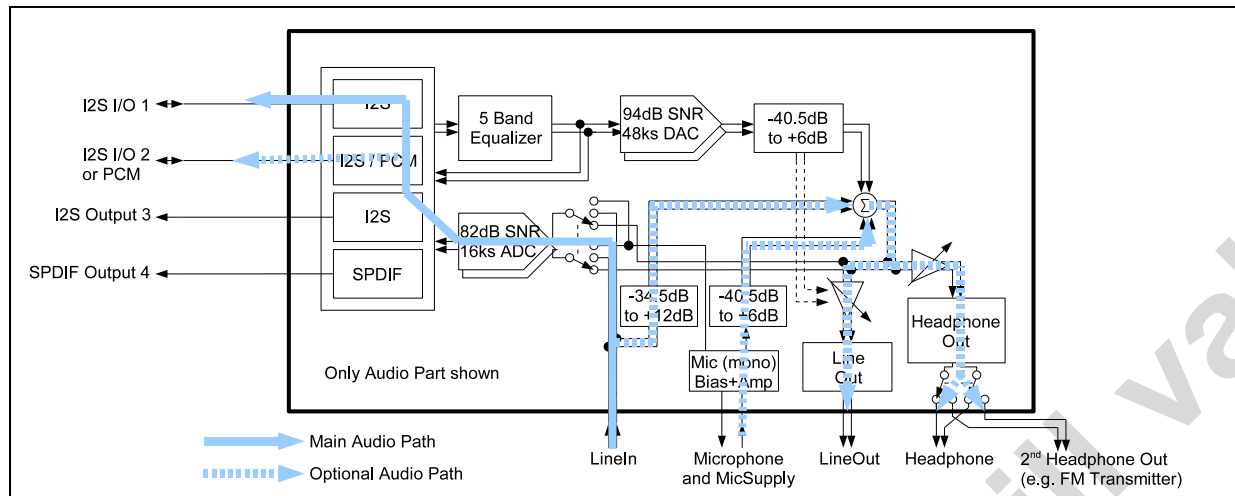 I2S I/O 1
I2S I/O 2
or PCM
I2S Output 3
SPDIF Output 4
I2S
I2S / PCM
I2S
SPDIF
5 Band
Equalizer
94dB SNR
48ks DAC
-40.5dB
to +6dB
82dB SNR
16ks ADC
Σ
-34.5dB
to +12dB
-40.5dB
to +6dB
Mic (mono)
Bias+Amp
Line
Out
Headphone
Out
Only Audio Part shown
Main Audio Path
Optional Audio Path
LineIn
Microphone
and MicSupply
LineOut
Headphone
2nd Headphone Out
(e.g. FM Transmitter)